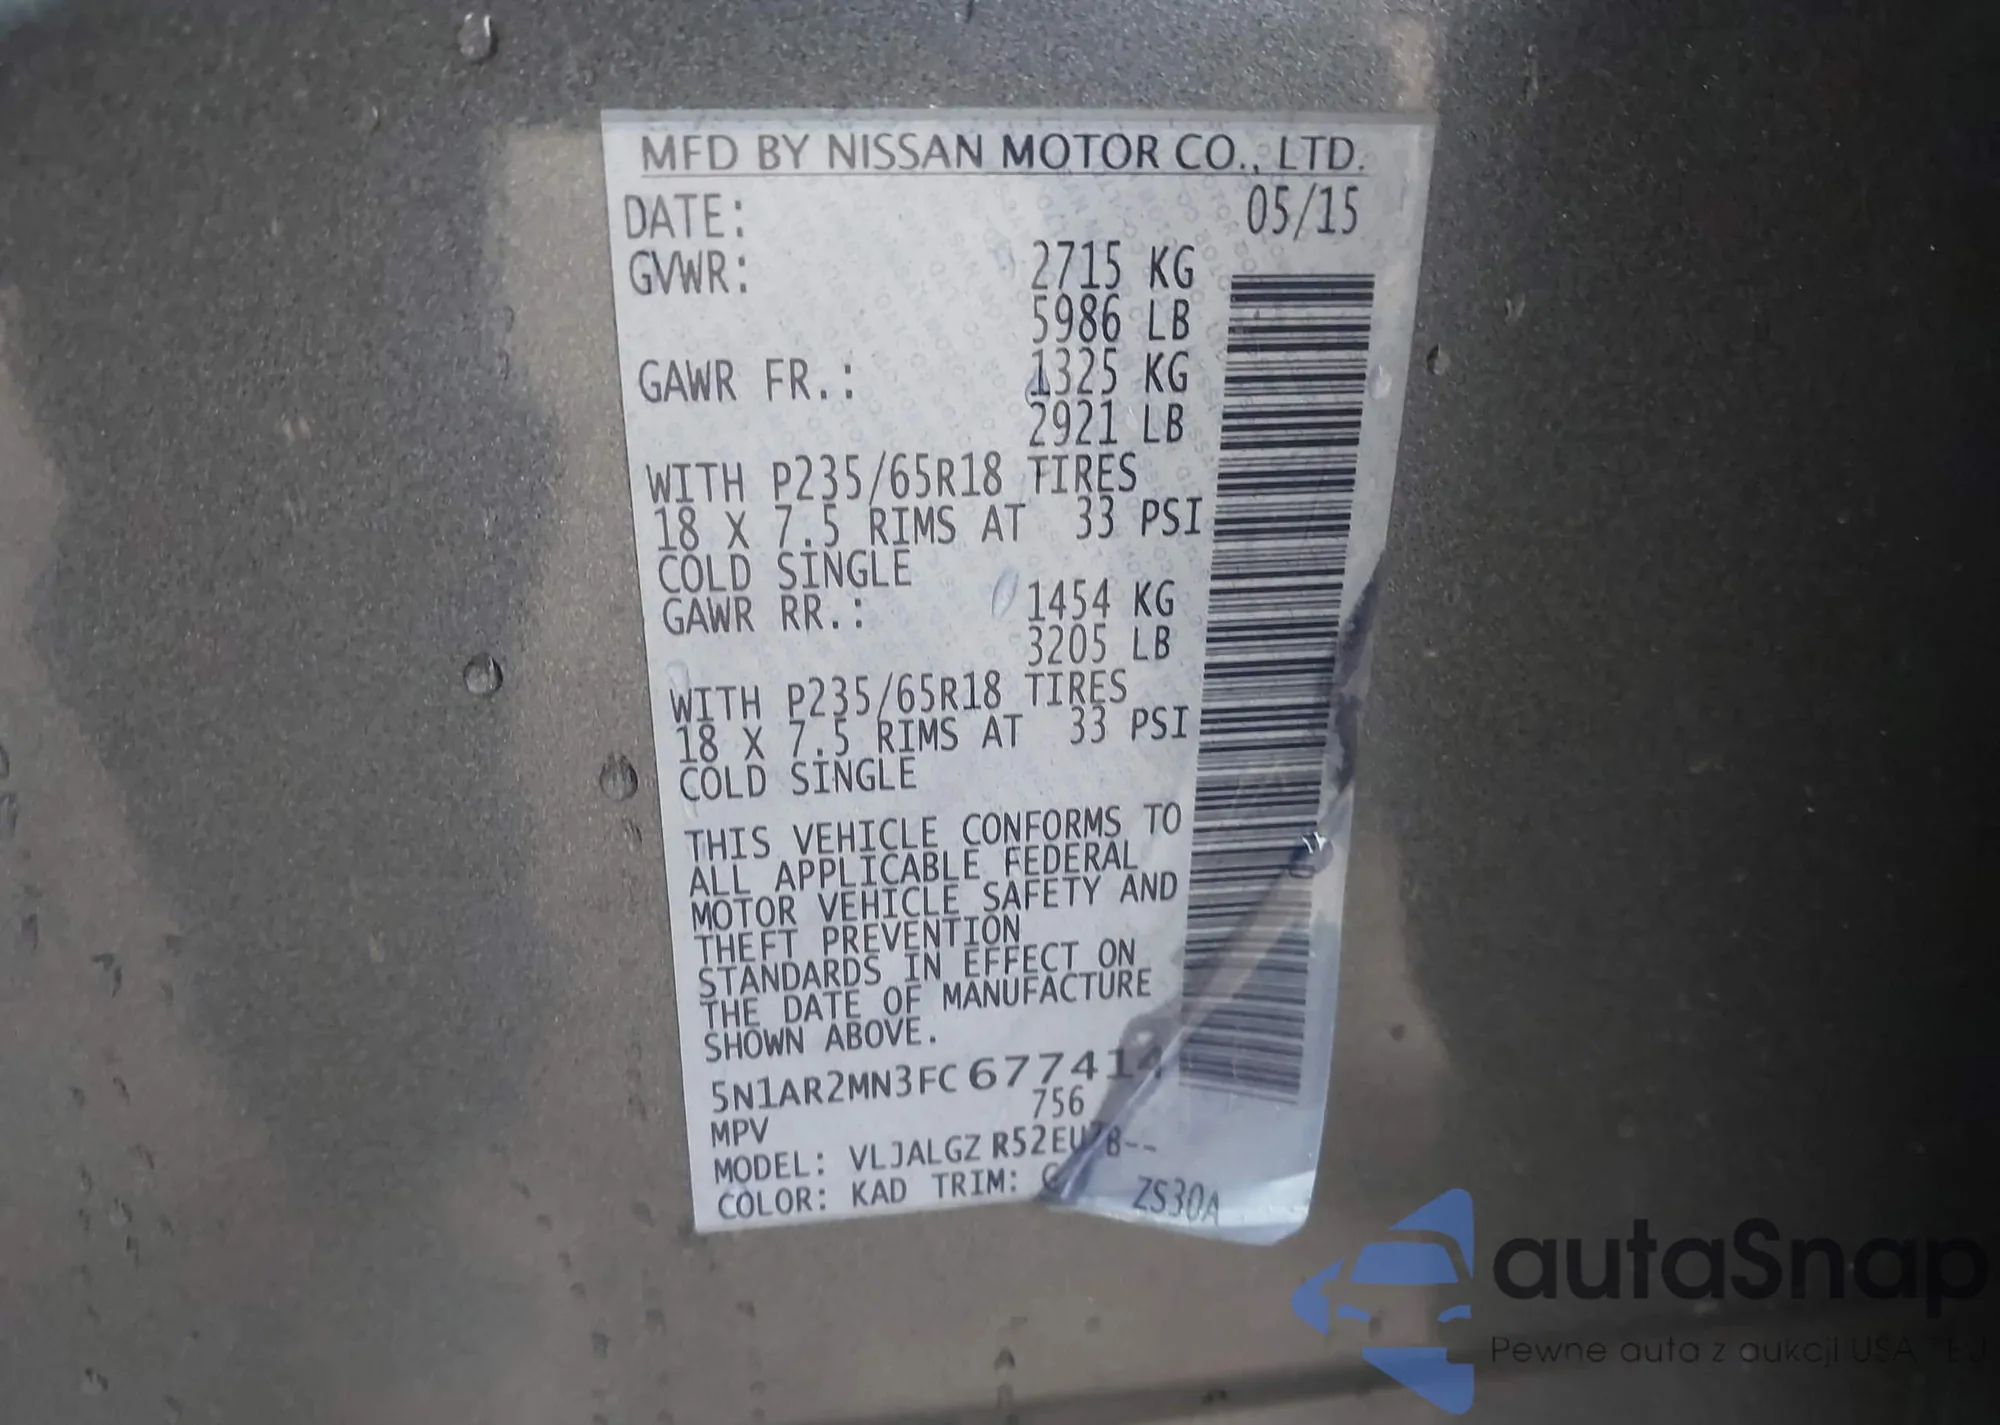 MFD BY NISSAN MOTOR CO., LTD.
DATE: 05/15
GVWR: 2715 KG
5986 LB
GAWR FR.: 1325 KG
2921 LB
WITH P235/65R18 TIRES
18 X 7.5 RIMS AT 33 PSI
COLD SINGLE
GAWR RR.: 1454 KG
3205 LB
WITH P235/65R18 TIRES
18 X 7.5 RIMS AT 33 PSI
COLD SINGLE
THIS VEHICLE CONFORMS TO
ALL APPLICABLE FEDERAL
MOTOR VEHICLE SAFETY AND
THEFT PREVENTION
STANDARDS IN EFFECT ON
THE DATE OF MANUFACTURE
SHOWN ABOVE.
5N1AR2MN3FC677414
756
MPV
MODEL: VLJALGZ R52EU78--
COLOR: KAD TRIM: ZS30A
autaSnap
Pewne auta z aukcji USA